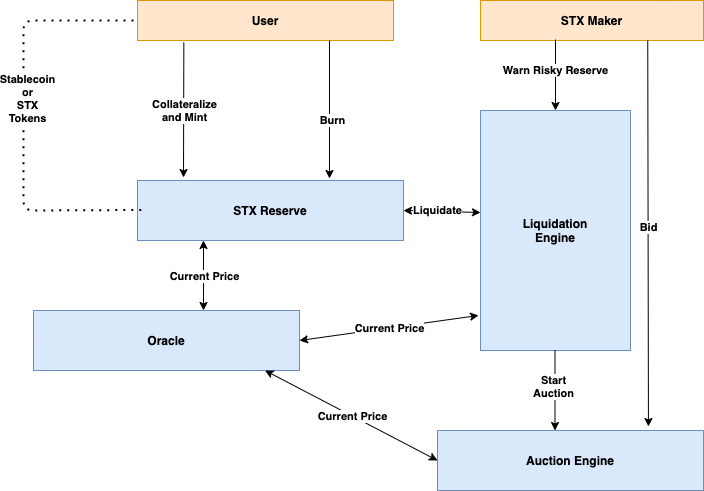 User
STX Maker
Stablecoin
or
STX
Tokens
Warn Risky Reserve
Collateralize
and Mint
Burn
STX Reserve
Liquidate
Liquidation
Engine
Bid
Current Price
Oracle
Current Price
Start
Auction
Current Price
Auction Engine